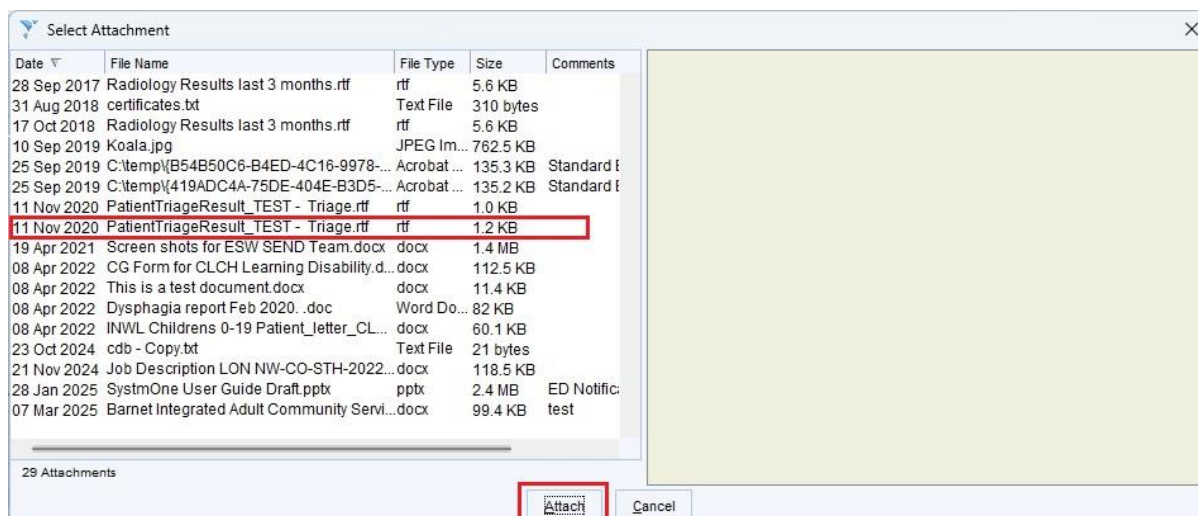 Select Attachment
Date File Name File Type Size Comments
28 Sep 2017 Radiology Results last 3 months.rtf rtf 5.6 KB
31 Aug 2018 certificates.txt Text File 310 bytes
17 Oct 2018 Radiology Results last 3 months.rtf rtf 5.6 KB
10 Sep 2019 Koala.jpg JPEG Im... 762.5 KB
25 Sep 2019 C:\temp\{B54B50C6-B4ED-4C16-9978-... Acrobat ... 135.3 KB Standard
25 Sep 2019 C:\temp\{419ADC4A-75DE-404E-B3D5-... Acrobat ... 135.2 KB Standard
11 Nov 2020 PatientTriageResult_TEST - Triage.rtf rtf 1.0 KB
11 Nov 2020 PatientTriageResult_TEST - Triage.rtf rtf 1.2 KB
19 Apr 2021 Screen shots for ESW SEND Team.docx docx 1.4 MB
08 Apr 2022 CG Form for CLCH Learning Disability.d... docx 112.5 KB
08 Apr 2022 This is a test document.docx docx 11.4 KB
08 Apr 2022 Dysphagia report Feb 2020. .doc Word Do... 82 KB
08 Apr 2022 INWL Childrens 0-19 Patient_letter_CL... docx 60.1 KB
23 Oct 2024 cdb - Copy.txt Text File 21 bytes
21 Nov 2024 Job Description LON NW-CO-STH-2022... docx 118.5 KB
28 Jan 2025 SystmOne User Guide Draft.pptx pptx 2.4 MB ED Notific
07 Mar 2025 Barnet Integrated Adult Community Servi... docx 99.4 KB test
29 Attachments
Attach Cancel